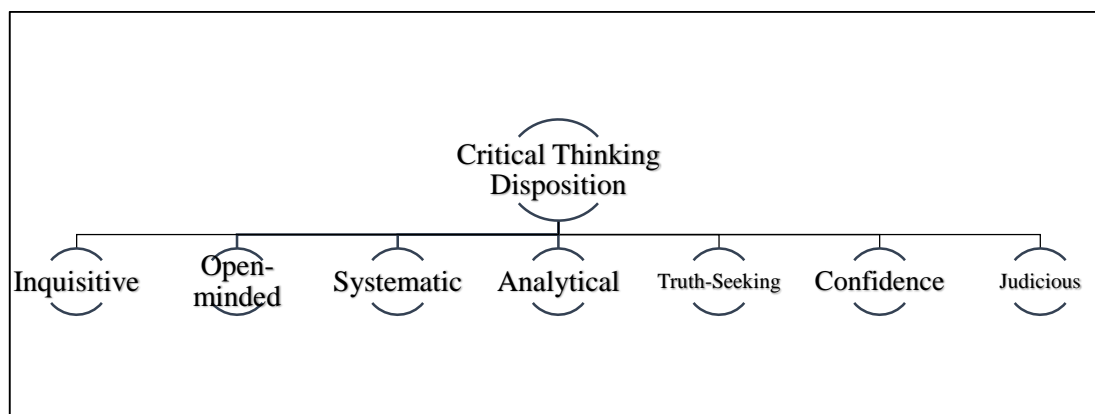 Critical Thinking
Disposition
Inquisitive
Open-
minded
Systematic
Analytical
Truth-Seeking
Confidence
Judicious